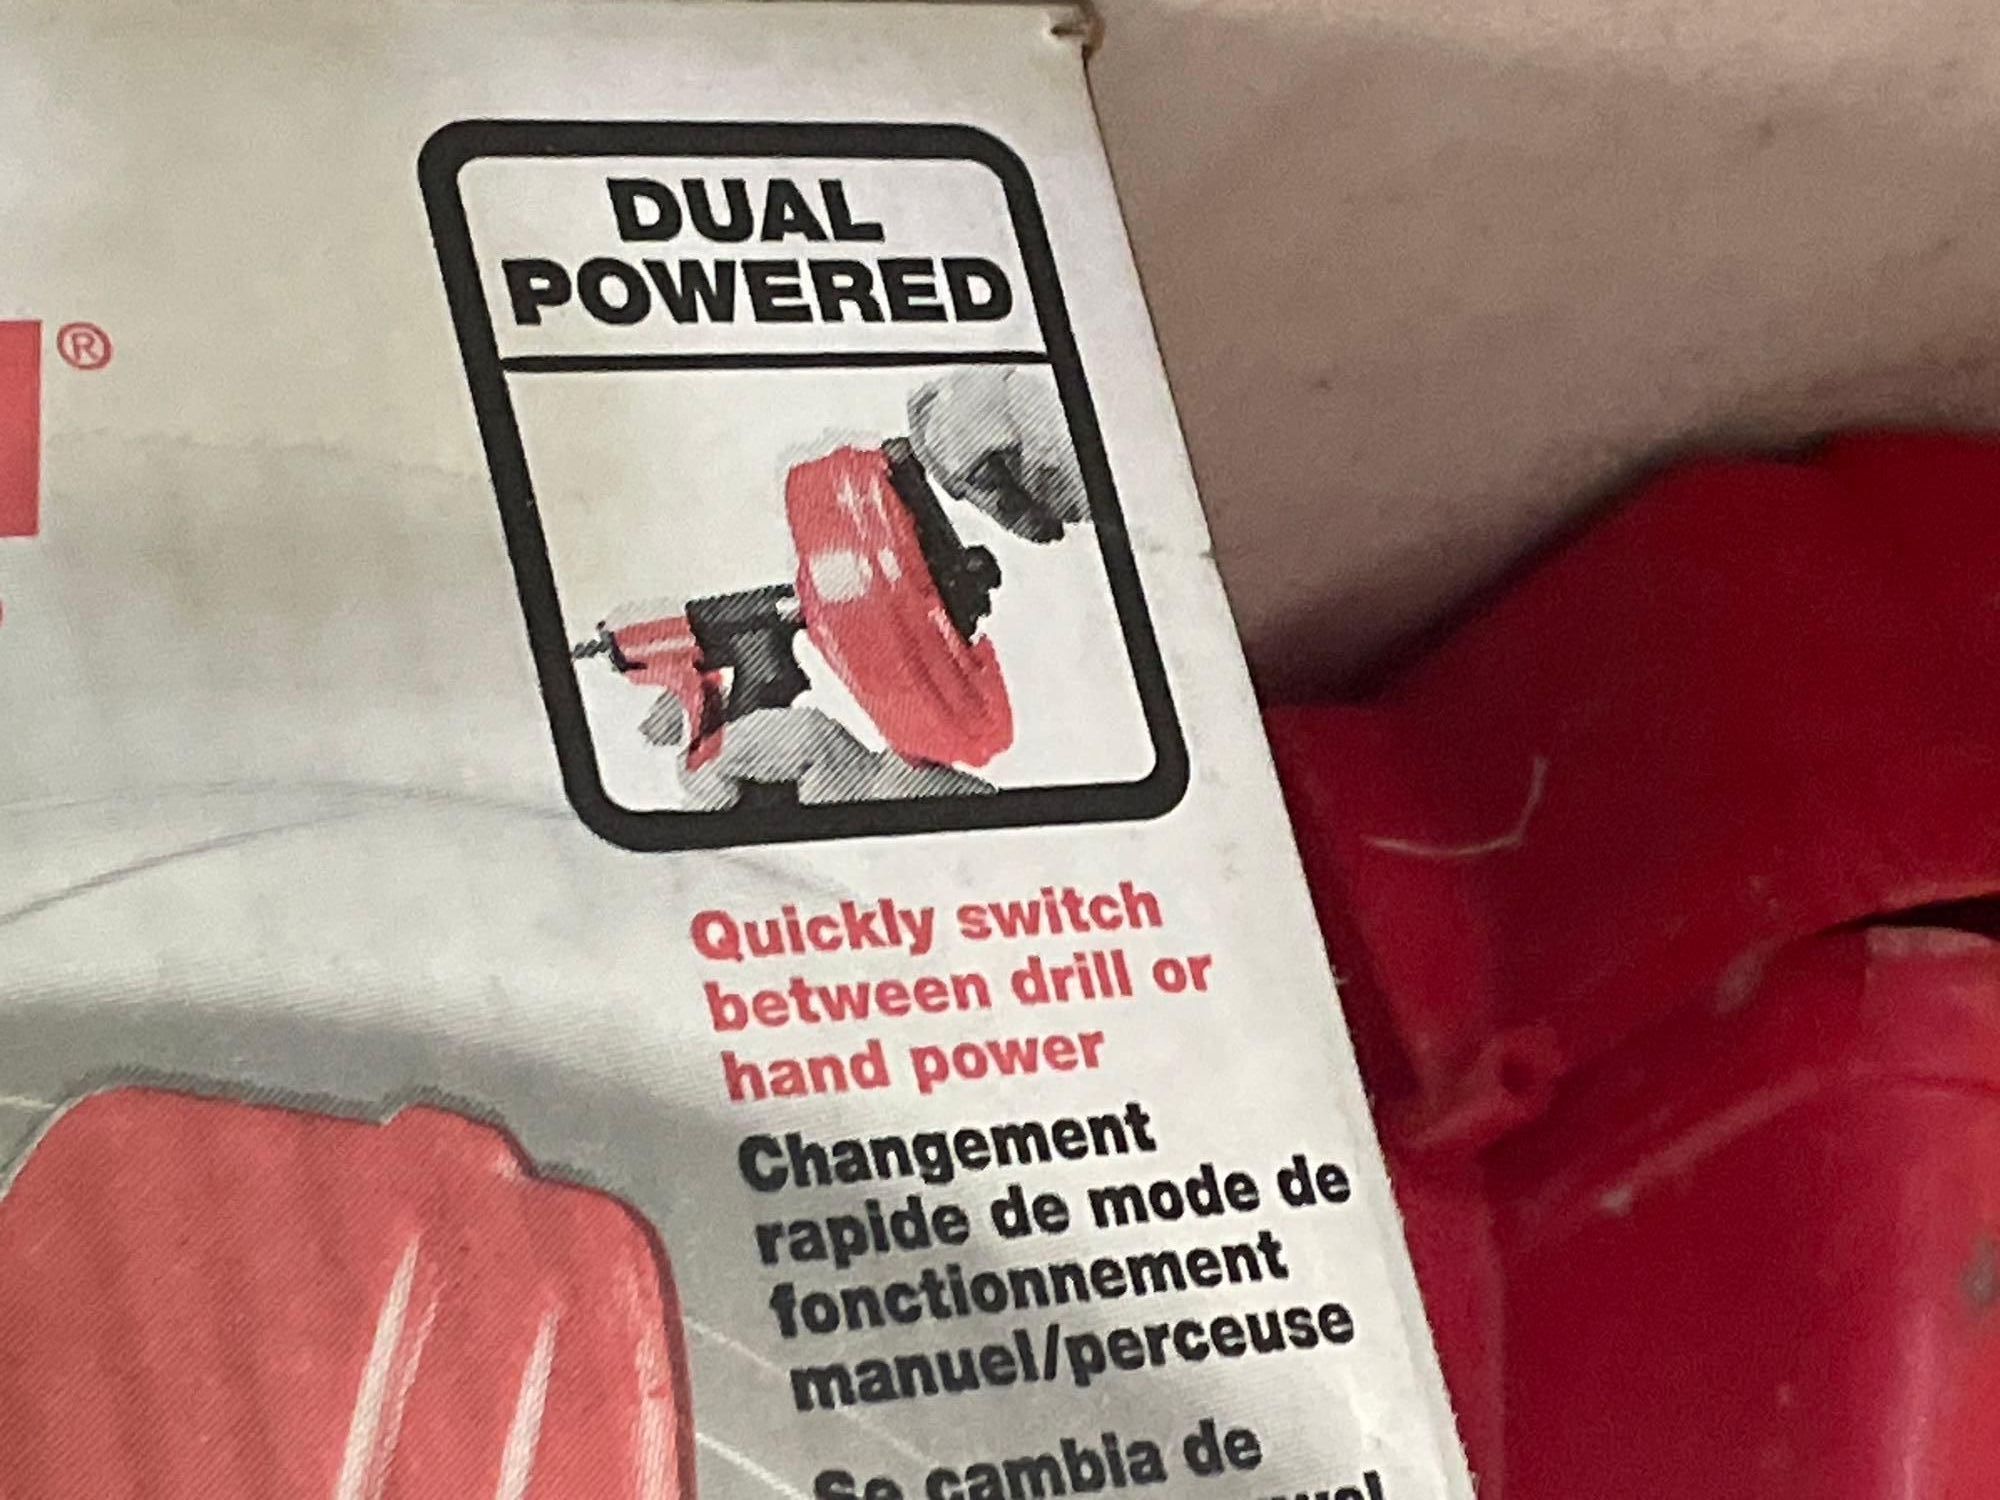 DUAL
POWERED
®
Quickly switch
between drill or
hand power
Changement
rapide de mode de
fonctionnement
manuel/perceuse
Se cambia de